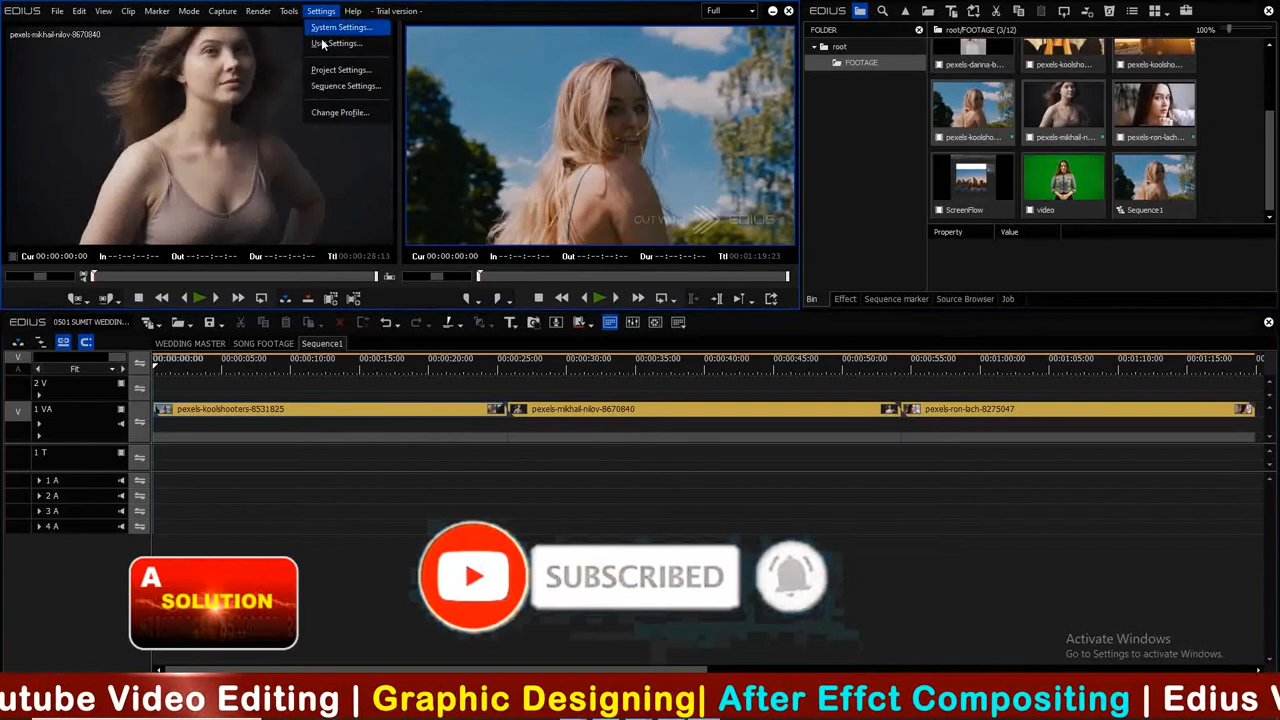 EDIUS File Edit View Clip Marker Mode Capture Render Tools Settings Help - Trial version - Full
pexels-mikhail-nilov-8670840
System Settings...
Project Settings...
Sequence Settings...
Change Profile...
EDIUS
EDIUS
FOLDER
root
FOOTAGE
root/FOOTAGE (3/12) 100%
pexels-darina-b... pexels-koolsho... pexels-koolsho...
pexels-koolsho... pexels-mikhail-n... pexels-ron-lach...
ScreenFlow video Sequence1
Property Value
Cur 00:00:00:00 In --:--:--:-- Out --:--:--:-- Dur --:--:--:-- Ttl 00:00:28:13
Cur 00:00:00:00 In --:--:--:-- Out --:--:--:-- Dur --:--:--:-- Ttl 00:01:19:23
Bin Effect Sequence marker Source Browser Job
EDIUS 0501 SUMIT WEDDIN...
WEDDING MASTER SONG FOOTAGE Sequence1
V
A
Fit
00:00:00:00 00:00:05:00 00:00:10:00 00:00:15:00 00:00:20:00 00:00:25:00 00:00:30:00 00:00:35:00 00:00:40:00 00:00:45:00 00:00:50:00 00:00:55:00 00:01:00:00 00:01:05:00 00:01:10:00 00:01:15:00 00
2 V
V 1 VA pexels-koolshooters-8531825 pexels-mikhail-nilov-8670840 pexels-ron-lach-8275047
1 T
1 A
2 A
3 A
4 A
A
SOLUTION
SUBSCRIBED
Activate Windows
Go to Settings to activate Windows.
utube Video Editing | Graphic Designing| After Effct Compositing | Edius V